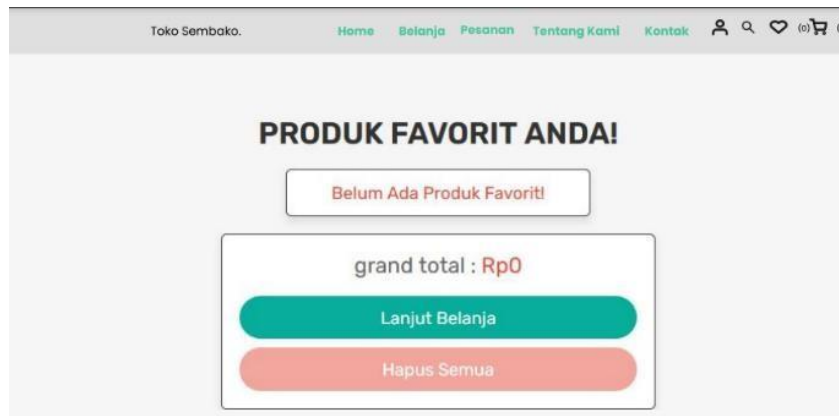 Toko Sembako. Home Belanja Pesanan Tentang Kami Kontak (0)
PRODUK FAVORIT ANDA!
Belum Ada Produk Favorit!
grand total : Rp0
Lanjut Belanja
Hapus Semua